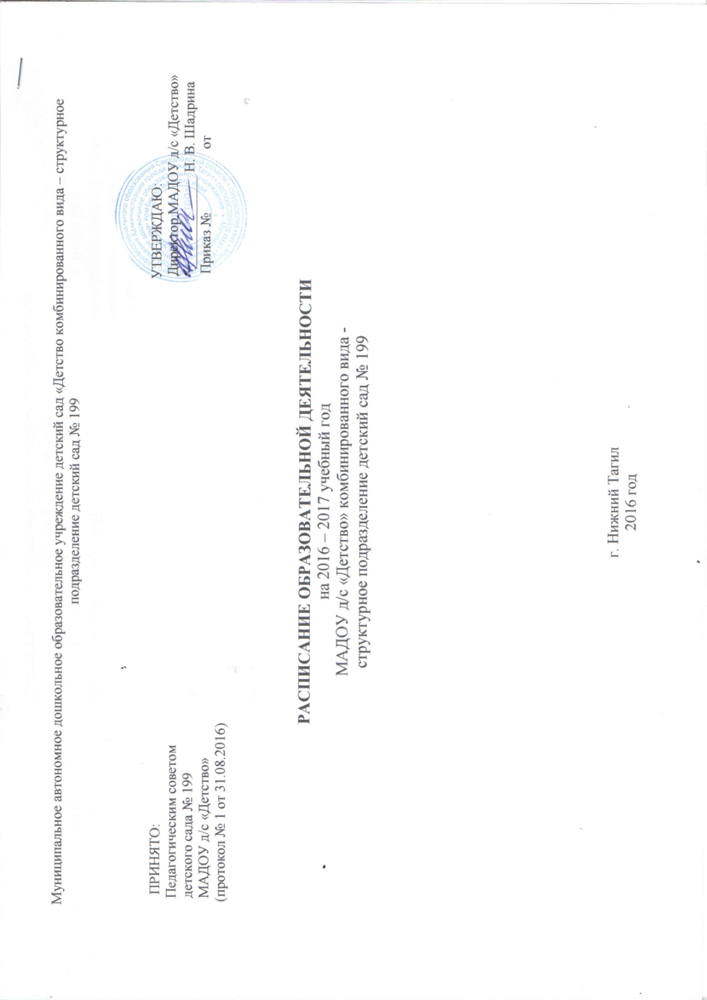 Муниципальное автономное дошкольное образовательное учреждение детский сад «Детство комбинированного вида – структурное
подразделение детский сад № 199
ПРИНЯТО:
Педагогическим советом
детского сада № 199
МАДОУ д/с «Детство»
(протокол № 1 от 31.08.2016)
УТВЕРЖДАЮ:
Директор МАДОУ д/с «Детство»
Н. В. Шадрина
Приказ № от
РАСПИСАНИЕ ОБРАЗОВАТЕЛЬНОЙ ДЕЯТЕЛЬНОСТИ
на 2016 – 2017 учебный год
МАДОУ д/с «Детство» комбинированного вида -
структурное подразделение детский сад № 199
г. Нижний Тагил
2016 год